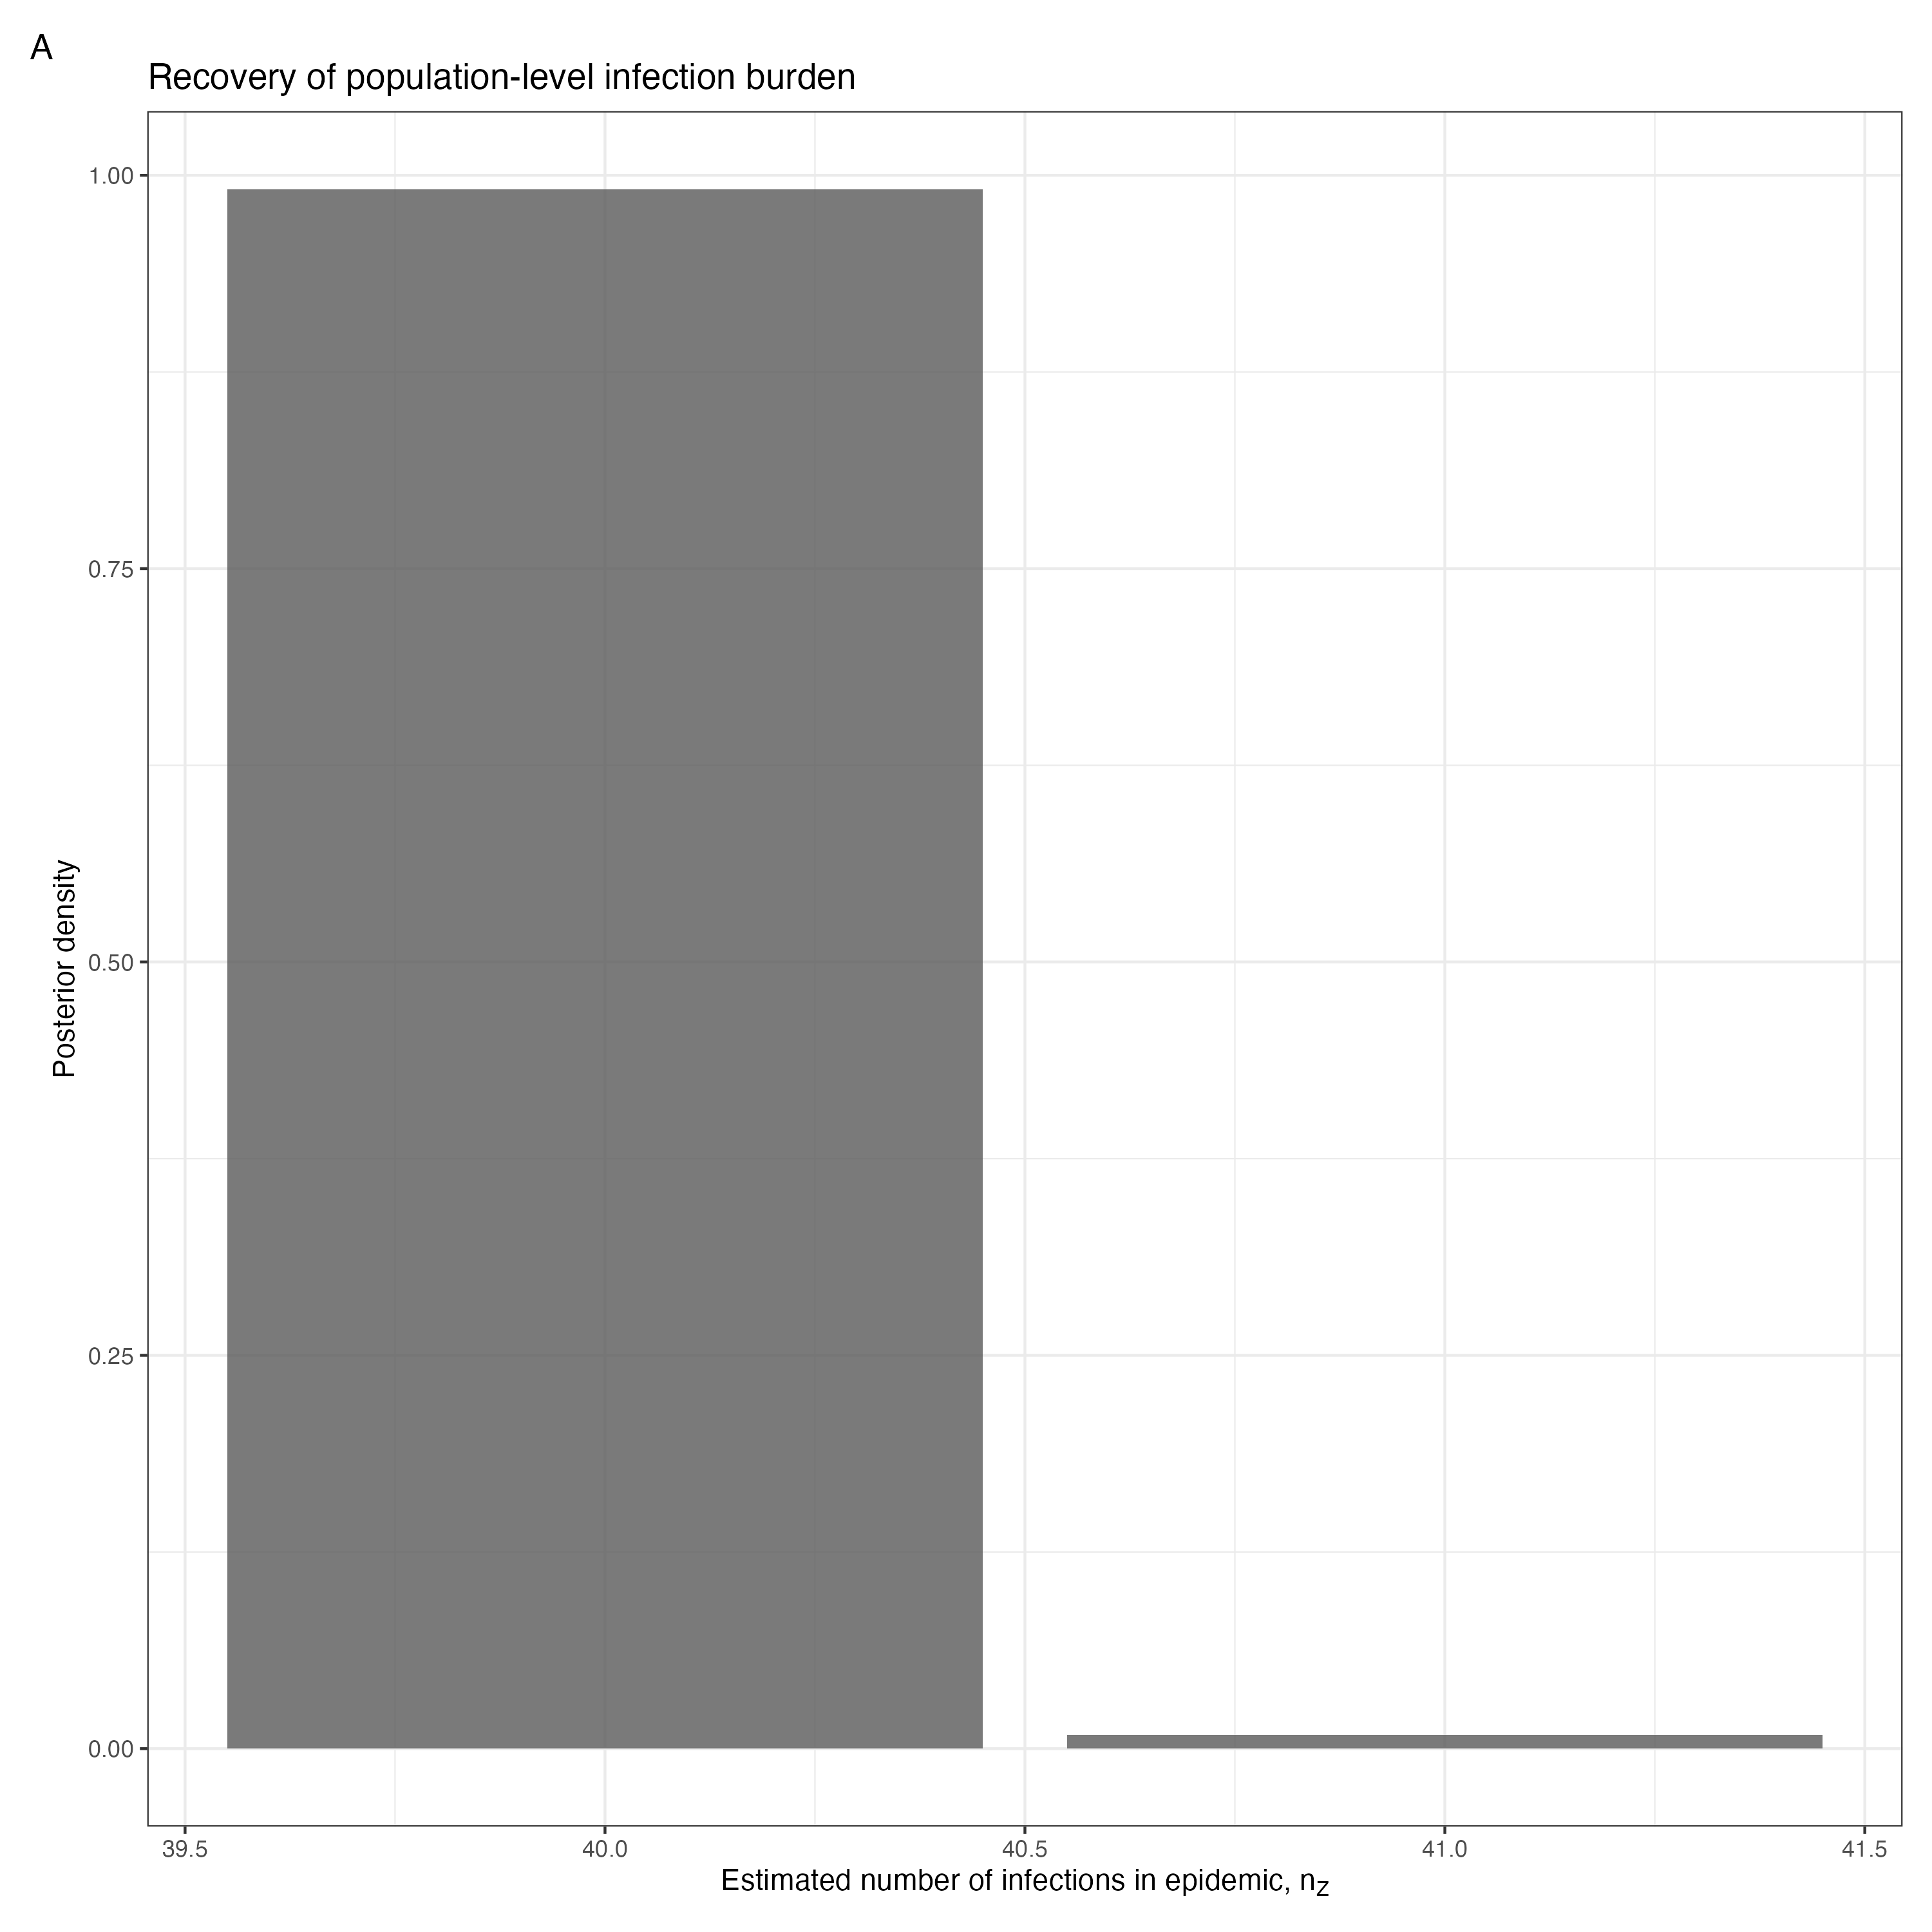 A
Recovery of population-level infection burden
1.00
0.75
0.50
0.25
0.00
Posterior density
39.5 40.0 40.5 41.0 41.5
Estimated number of infections in epidemic, nz